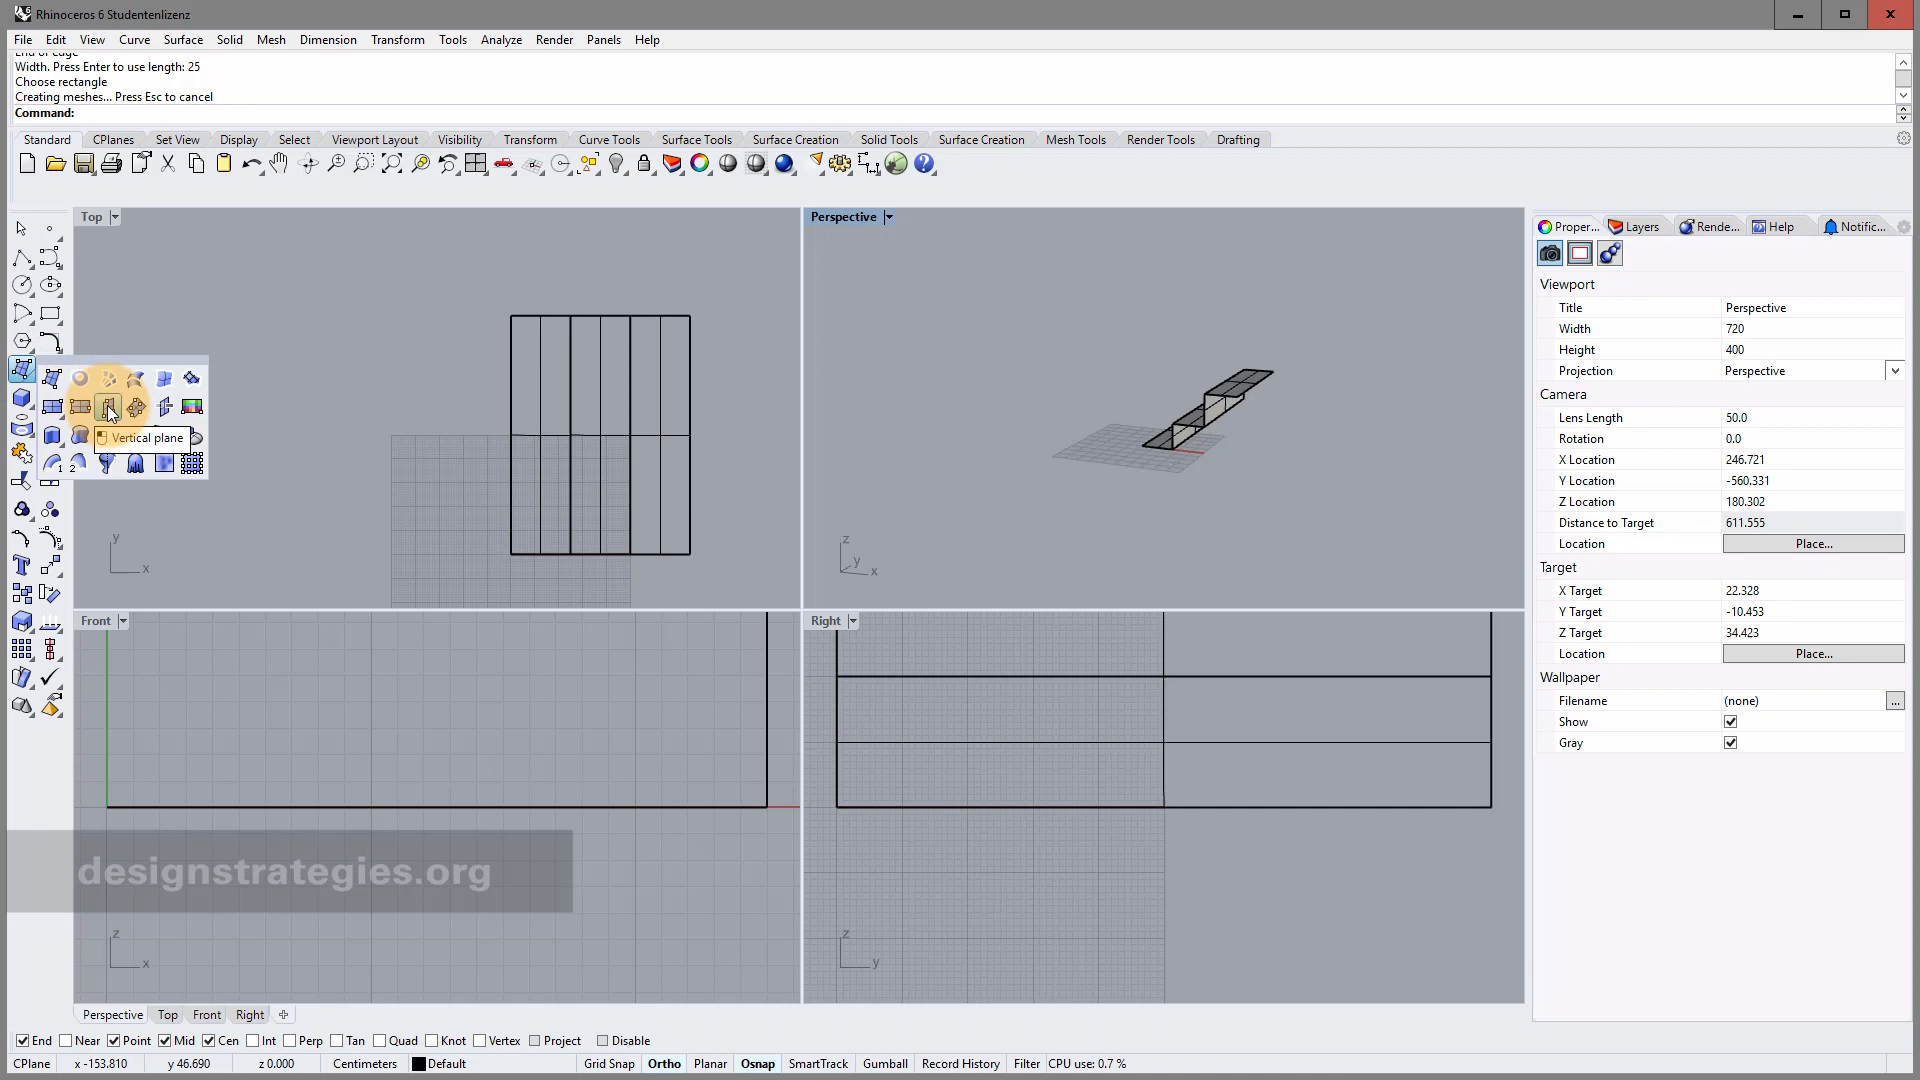 Rhinoceros 6 Studentenlizenz
File Edit View Curve Surface Solid Mesh Dimension Transform Tools Analyze Render Panels Help
End of edge
Width. Press Enter to use length: 25
Choose rectangle
Creating meshes... Press Esc to cancel
Command:
Standard CPlanes Set View Display Select Viewport Layout Visibility Transform Curve Tools Surface Tools Surface Creation Solid Tools Surface Creation Mesh Tools Render Tools Drafting
Top
Perspective
Proper... Layers Rende... Help Notific...
Viewport
Title Perspective
Width 720
Height 400
Projection Perspective
Camera
Lens Length 50.0
Rotation 0.0
X Location 246.721
Y Location -560.331
Z Location 180.302
Distance to Target 611.555
Location Place...
Target
X Target 22.328
Y Target -10.453
Z Target 34.423
Location Place...
Wallpaper
Filename (none) ...
Show
Gray
Vertical plane
1 2
y x
z y x
Front
Right
designstrategies.org
z x
z y
Perspective Top Front Right
End Near Point Mid Cen Int Perp Tan Quad Knot Vertex Project Disable
CPlane x -153.810 y 46.690 z 0.000 Centimeters Default Grid Snap Ortho Planar Osnap SmartTrack Gumball Record History Filter CPU use: 0.7 %